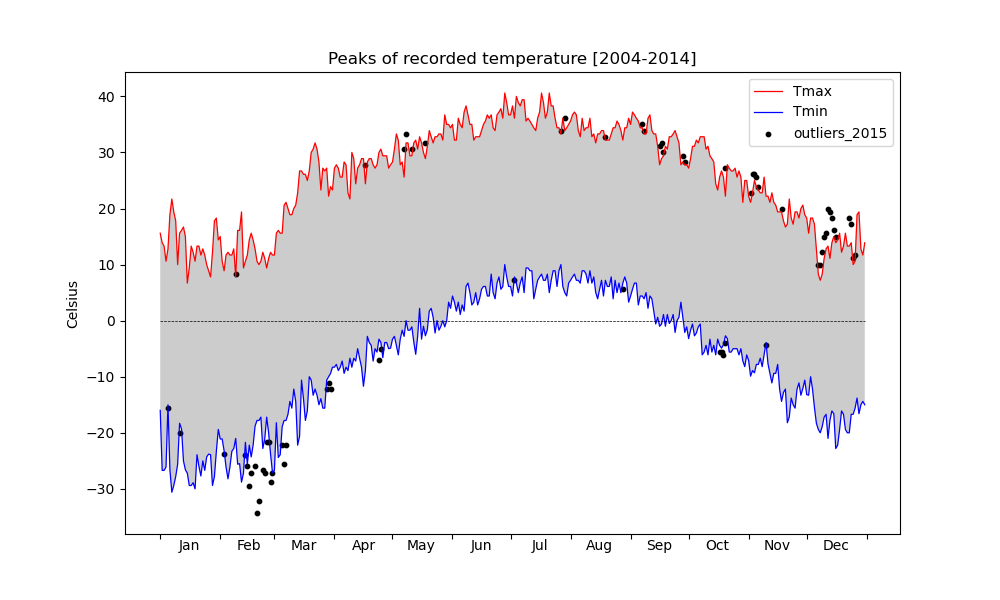 Peaks of recorded temperature [2004-2014]
Tmax
Tmin
outliers_2015
Celsius
40
30
20
10
0
−10
−20
−30
Jan Feb Mar Apr May Jun Jul Aug Sep Oct Nov Dec